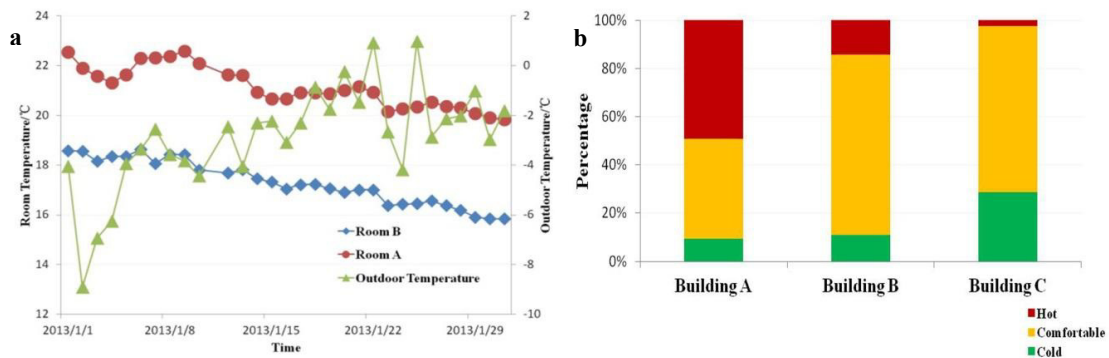 a
Room Temperature/℃
24
22
20
18
16
14
12
2
0
-2
-4
-6
-8
-10
Outdoor Temperature/℃
Room B
Room A
Outdoor Temperature
2013/1/1
2013/1/8
2013/1/15
2013/1/22
2013/1/29
Time
b
Percentage
100%
80%
60%
40%
20%
0%
Building A
Building B
Building C
Hot
Comfortable
Cold